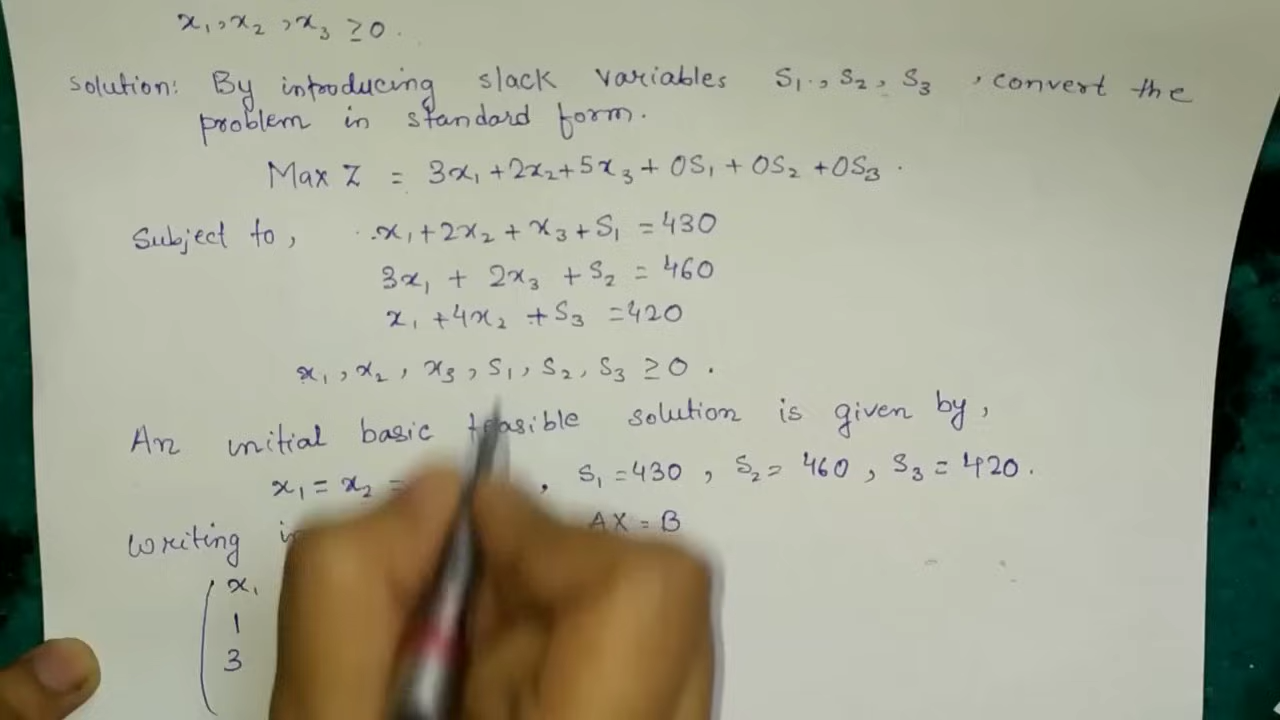 x₁, x₂, x₃ ≥ 0.
Solution: By introducing slack variables S₁, S₂, S₃, convert the
problem in standard form.
Max Z = 3x₁ + 2x₂ + 5x₃ + 0S₁ + 0S₂ + 0S₃.
Subject to, x₁ + 2x₂ + x₃ + S₁ = 430
3x₁ + 2x₃ + S₂ = 460
x₁ + 4x₂ + S₃ = 420
x₁, x₂, x₃, S₁, S₂, S₃ ≥ 0.
An initial basic feasible solution is given by,
x₁ = x₂ = , S₁ = 430, S₂ = 460, S₃ = 420.
Writing AX = B
x₁
1
3